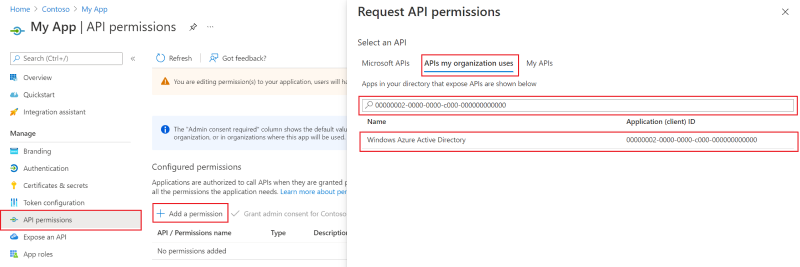 Home > Contoso > My App
My App | API permissions
Search (Ctrl+/)
Overview
Quickstart
Integration assistant
Manage
Branding
Authentication
Certificates & secrets
Token configuration
API permissions
Expose an API
App roles
Refresh
Got feedback?
You are editing permission(s) to your application, users will ha
The "Admin consent required" column shows the default valu
organization, or in organizations where this app will be used.
Configured permissions
Applications are authorized to call APIs when they are granted p
all the permissions the application needs. Learn more about per
Add a permission
Grant admin consent for Contoso
API / Permissions name Type Description
No permissions added
Request API permissions
Select an API
Microsoft APIs APIs my organization uses My APIs
Apps in your directory that expose APIs are shown below
00000002-0000-0000-c000-000000000000
Name Application (client) ID
Windows Azure Active Directory 00000002-0000-0000-c000-000000000000